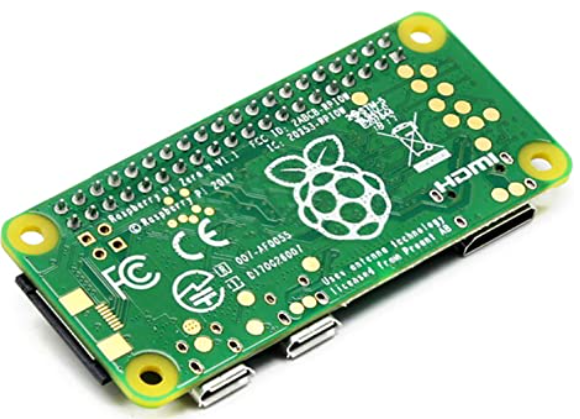 Raspberry Pi Zero W V1.1
© Raspberry Pi 2017
FCC ID: 2ABCB-RPI0W
IC: 20953-RPI0W
HDMI
CE
FC
R 007-AF0055
T D170024007
Uses antenna technology
licensed from Proant AB